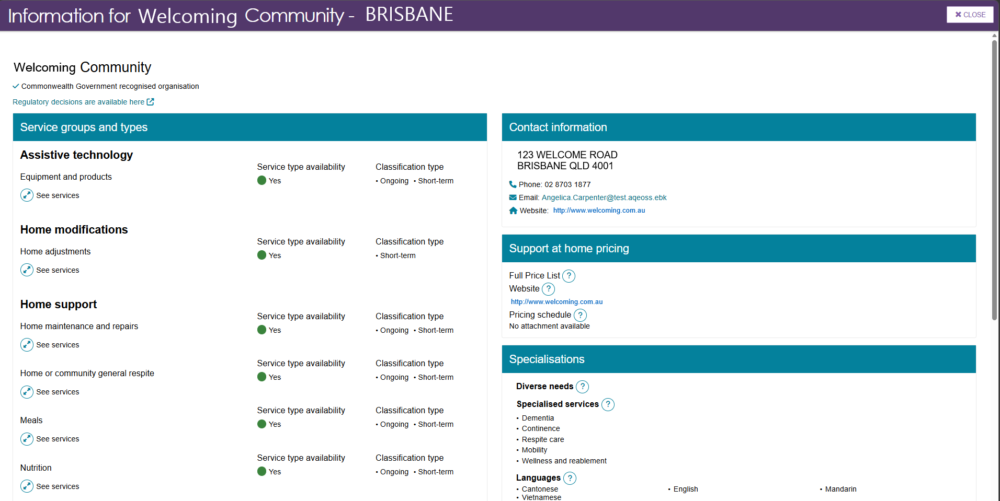 Information for Welcoming Community - BRISBANE
✖ CLOSE
Welcoming Community
Commonwealth Government recognised organisation
Regulatory decisions are available here
Service groups and types
Assistive technology
Equipment and products
Service type availability
Classification type
Yes
• Ongoing • Short-term
See services
Home modifications
Home adjustments
Service type availability
Classification type
Yes
• Short-term
See services
Home support
Home maintenance and repairs
Service type availability
Classification type
Yes
• Ongoing • Short-term
See services
Home or community general respite
Service type availability
Classification type
Yes
• Ongoing • Short-term
See services
Meals
Service type availability
Classification type
Yes
• Ongoing • Short-term
See services
Nutrition
Service type availability
Classification type
Yes
• Ongoing • Short-term
See services
Contact information
123 WELCOME ROAD
BRISBANE QLD 4001
Phone: 02 8703 1877
Email: Angelica.Carpenter@test.aqeoss.ebk
Website: http://www.welcoming.com.au
Support at home pricing
Full Price List ?
Website ?
http://www.welcoming.com.au
Pricing schedule ?
No attachment available
Specialisations
Diverse needs ?
Specialised services ?
• Dementia
• Continence
• Respite care
• Mobility
• Wellness and reablement
Languages ?
• Cantonese • English • Mandarin
• Vietnamese